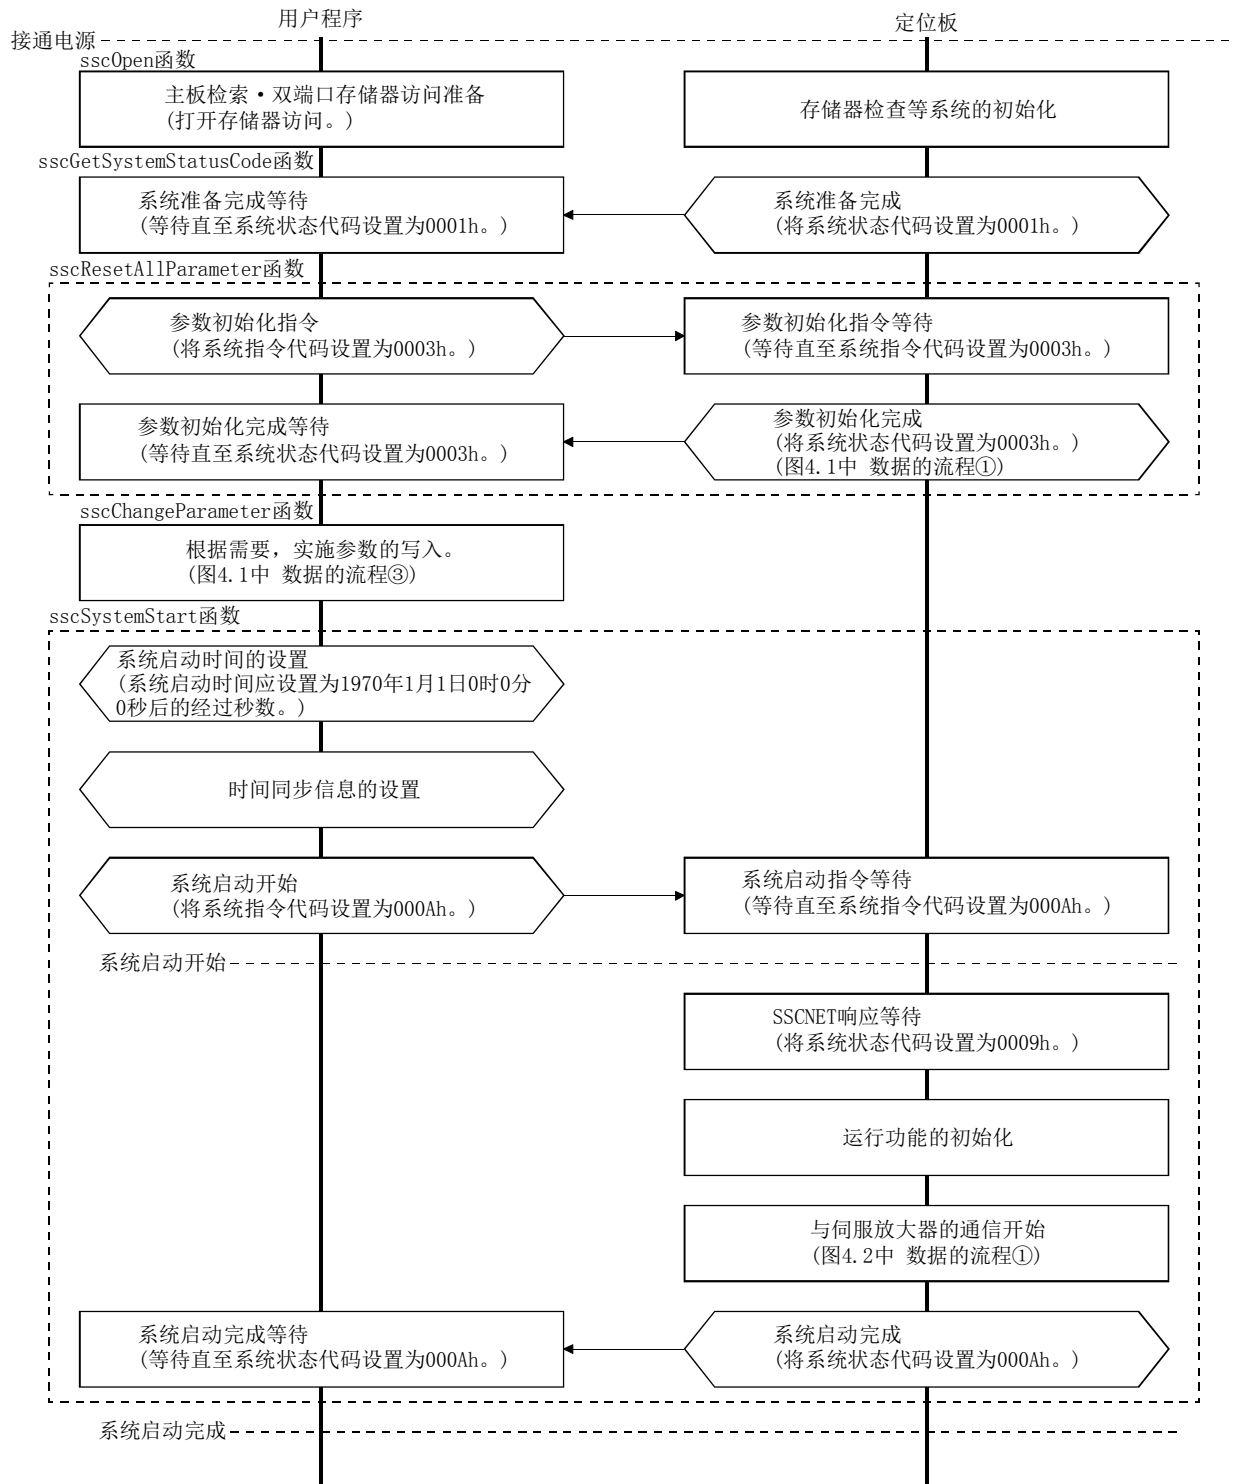 用户程序
定位板
接通电源
sscOpen函数
主板检索·双端口存储器访问准备
(打开存储器访问。)
存储器检查等系统的初始化
sscGetSystemStatusCode函数
系统准备完成等待
(等待直至系统状态代码设置为0001h。)
系统准备完成
(将系统状态代码设置为0001h。)
sscResetAllParameter函数
参数初始化指令
(将系统指令代码设置为0003h。)
参数初始化指令等待
(等待直至系统指令代码设置为0003h。)
参数初始化完成等待
(等待直至系统状态代码设置为0003h。)
参数初始化完成
(将系统状态代码设置为0003h。)
(图4.1中 数据的流程①)
sscChangeParameter函数
根据需要，实施参数的写入。
(图4.1中 数据的流程③)
sscSystemStart函数
系统启动时间的设置
(系统启动时间应设置为1970年1月1日0时0分
0秒后的经过秒数。)
时间同步信息的设置
系统启动开始
(将系统指令代码设置为000Ah。)
系统启动指令等待
(等待直至系统指令代码设置为000Ah。)
系统启动开始
SSCNET响应等待
(将系统状态代码设置为0009h。)
运行功能的初始化
与伺服放大器的通信开始
(图4.2中 数据的流程①)
系统启动完成等待
(等待直至系统状态代码设置为000Ah。)
系统启动完成
(将系统状态代码设置为000Ah。)
系统启动完成